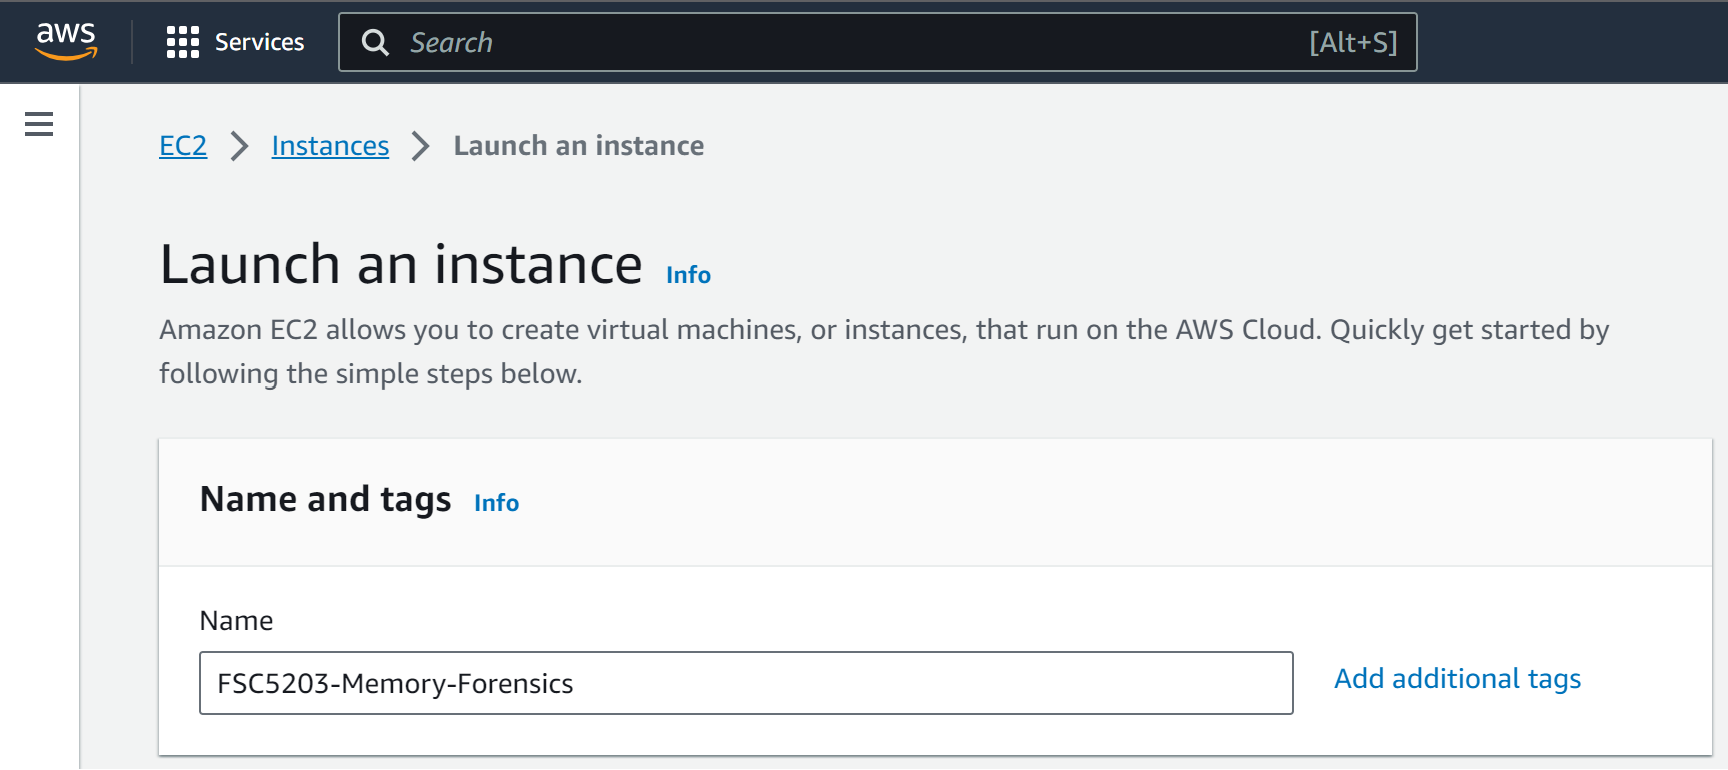 aws Services Search [Alt+S]
EC2 Instances Launch an instance
Launch an instance Info
Amazon EC2 allows you to create virtual machines, or instances, that run on the AWS Cloud. Quickly get started by
following the simple steps below.
Name and tags Info
Name
FSC5203-Memory-Forensics Add additional tags